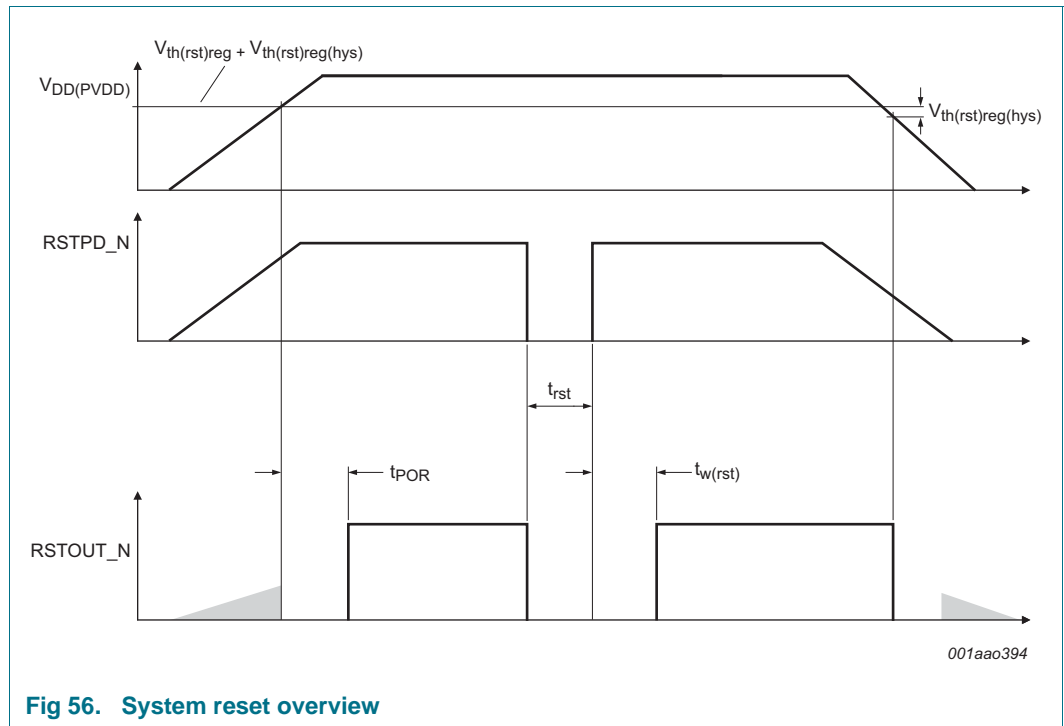 Vth(rst)reg + Vth(rst)reg(hys)
VDD(PVDD)
Vth(rst)reg(hys)
RSTPD_N
trst
tPOR
tw(rst)
RSTOUT_N
001aao394
Fig 56. System reset overview